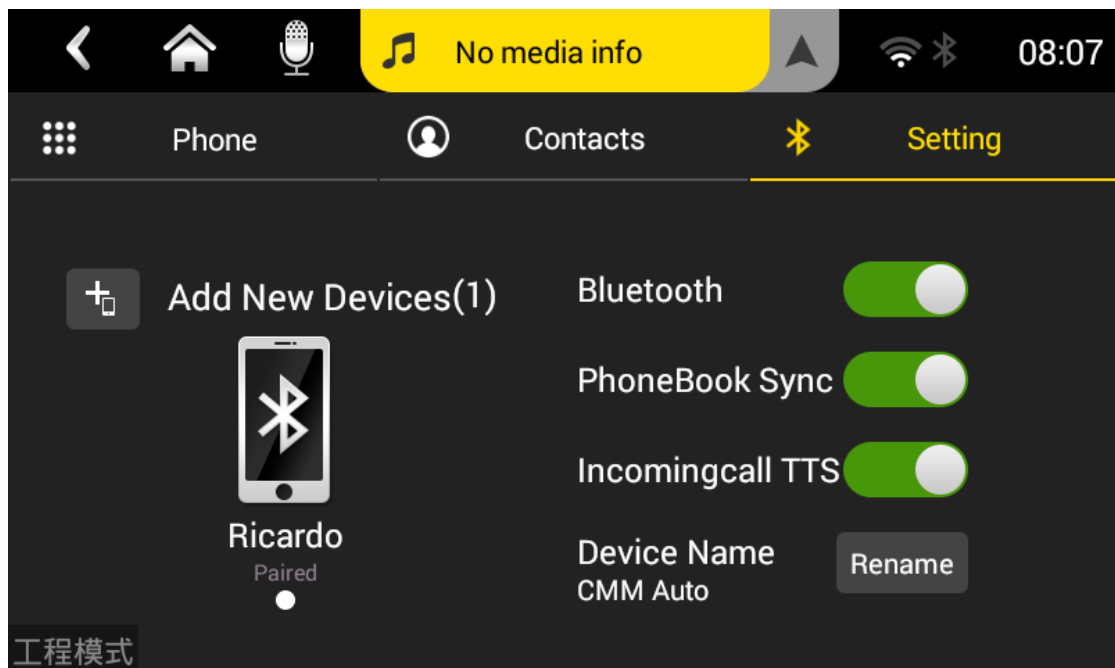 No media info
08:07
Phone
Contacts
Setting
Add New Devices(1)
Ricardo
Paired
Bluetooth
PhoneBook Sync
Incomingcall TTS
Device Name
CMM Auto
Rename
工程模式